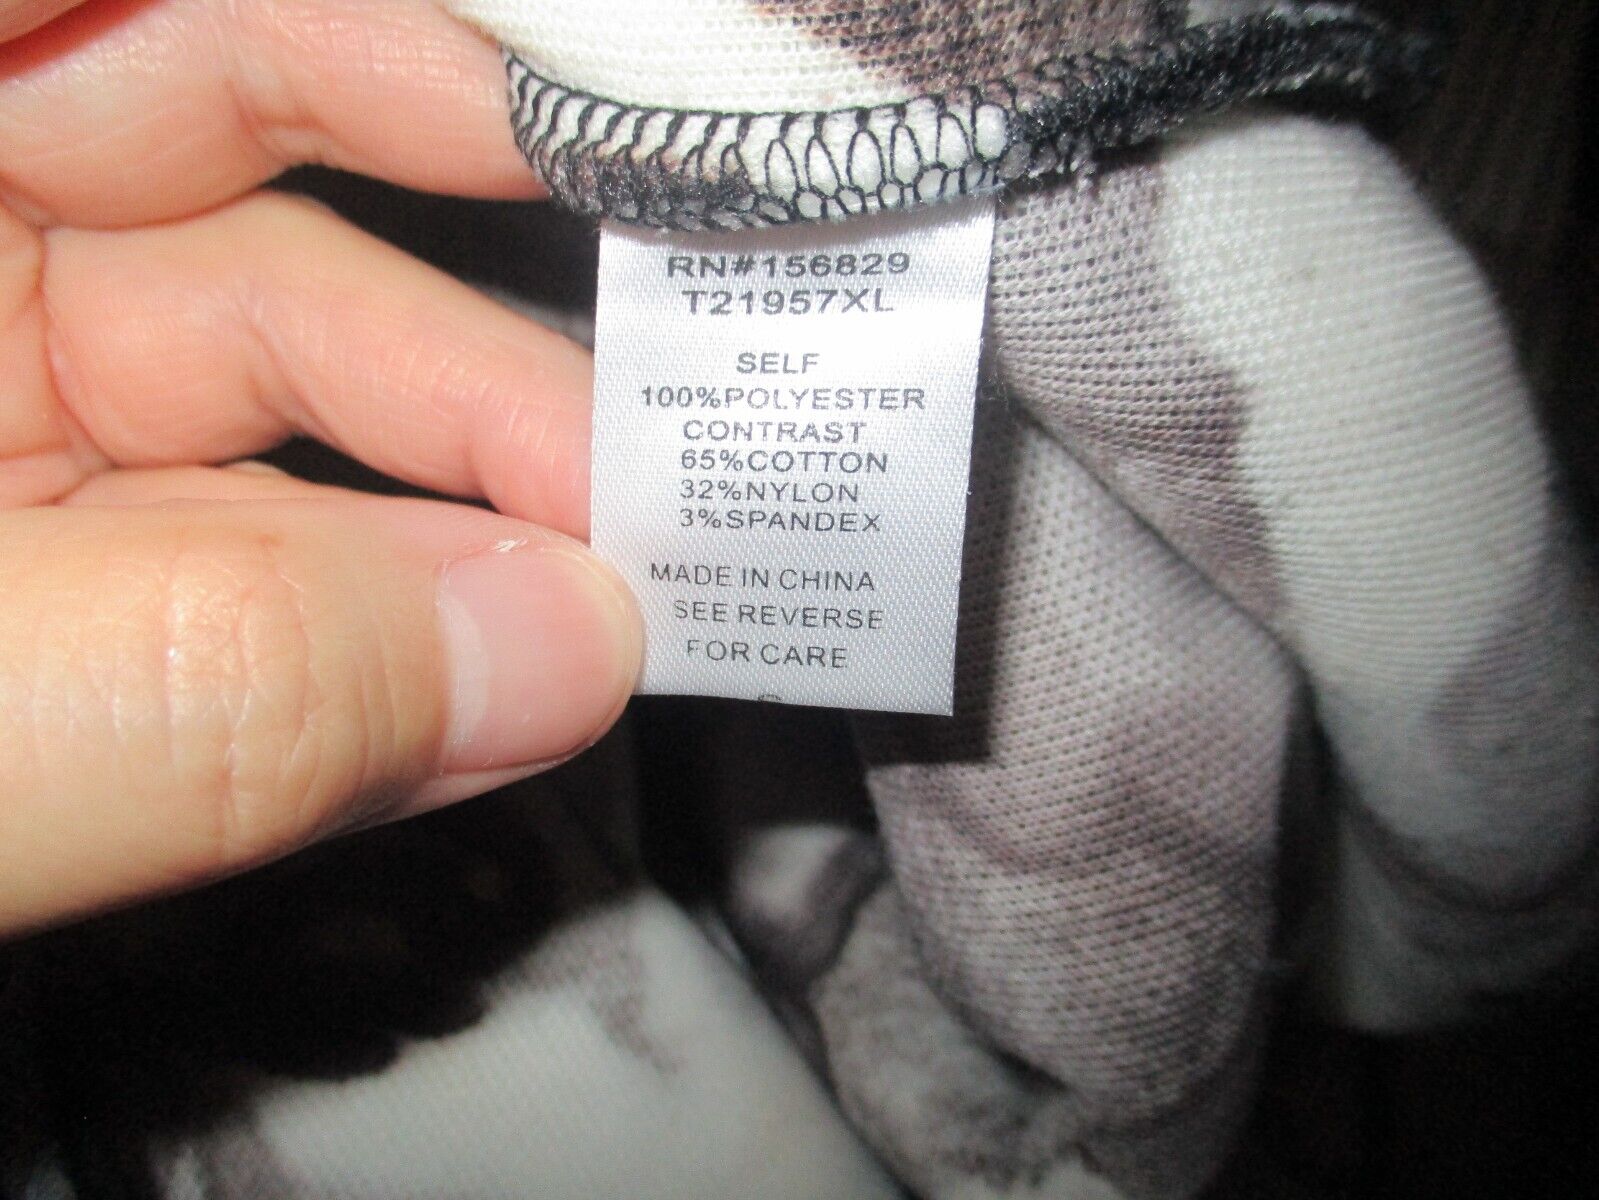 RN#156829
T21957XL
SELF
100%POLYESTER
CONTRAST
65%COTTON
32%NYLON
3%SPANDEX
MADE IN CHINA
SEE REVERSE
FOR CARE